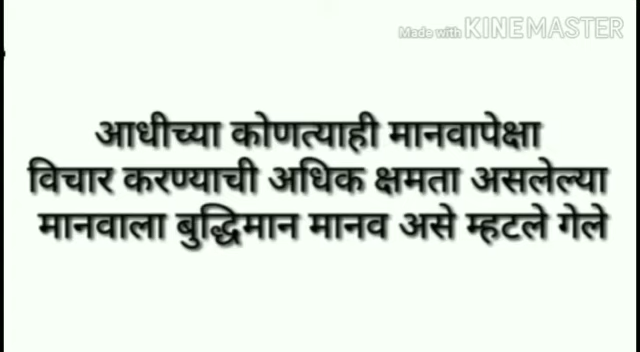 Made with KINEMASTER
आधीच्या कोणत्याही मानवापेक्षा
विचार करण्याची अधिक क्षमता असलेल्या
मानवाला बुद्धिमान मानव असे म्हटले गेले